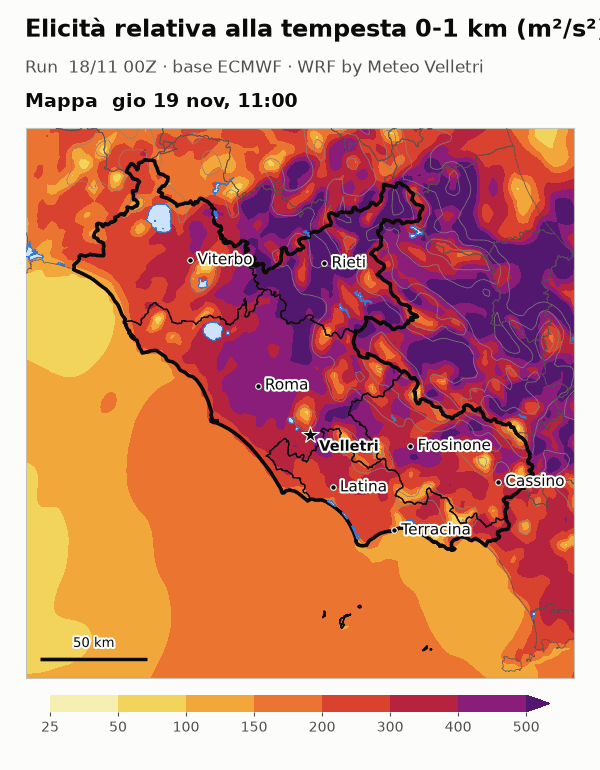 Elicità relativa alla tempesta 0-1 km (m²/s²)
Run 18/11 00Z · base ECMWF · WRF by Meteo Velletri
Mappa gio 19 nov, 11:00
Viterbo
Rieti
Roma
Velletri
Frosinone
Latina
Cassino
Terracina
50 km
25 50 100 150 200 300 400 500